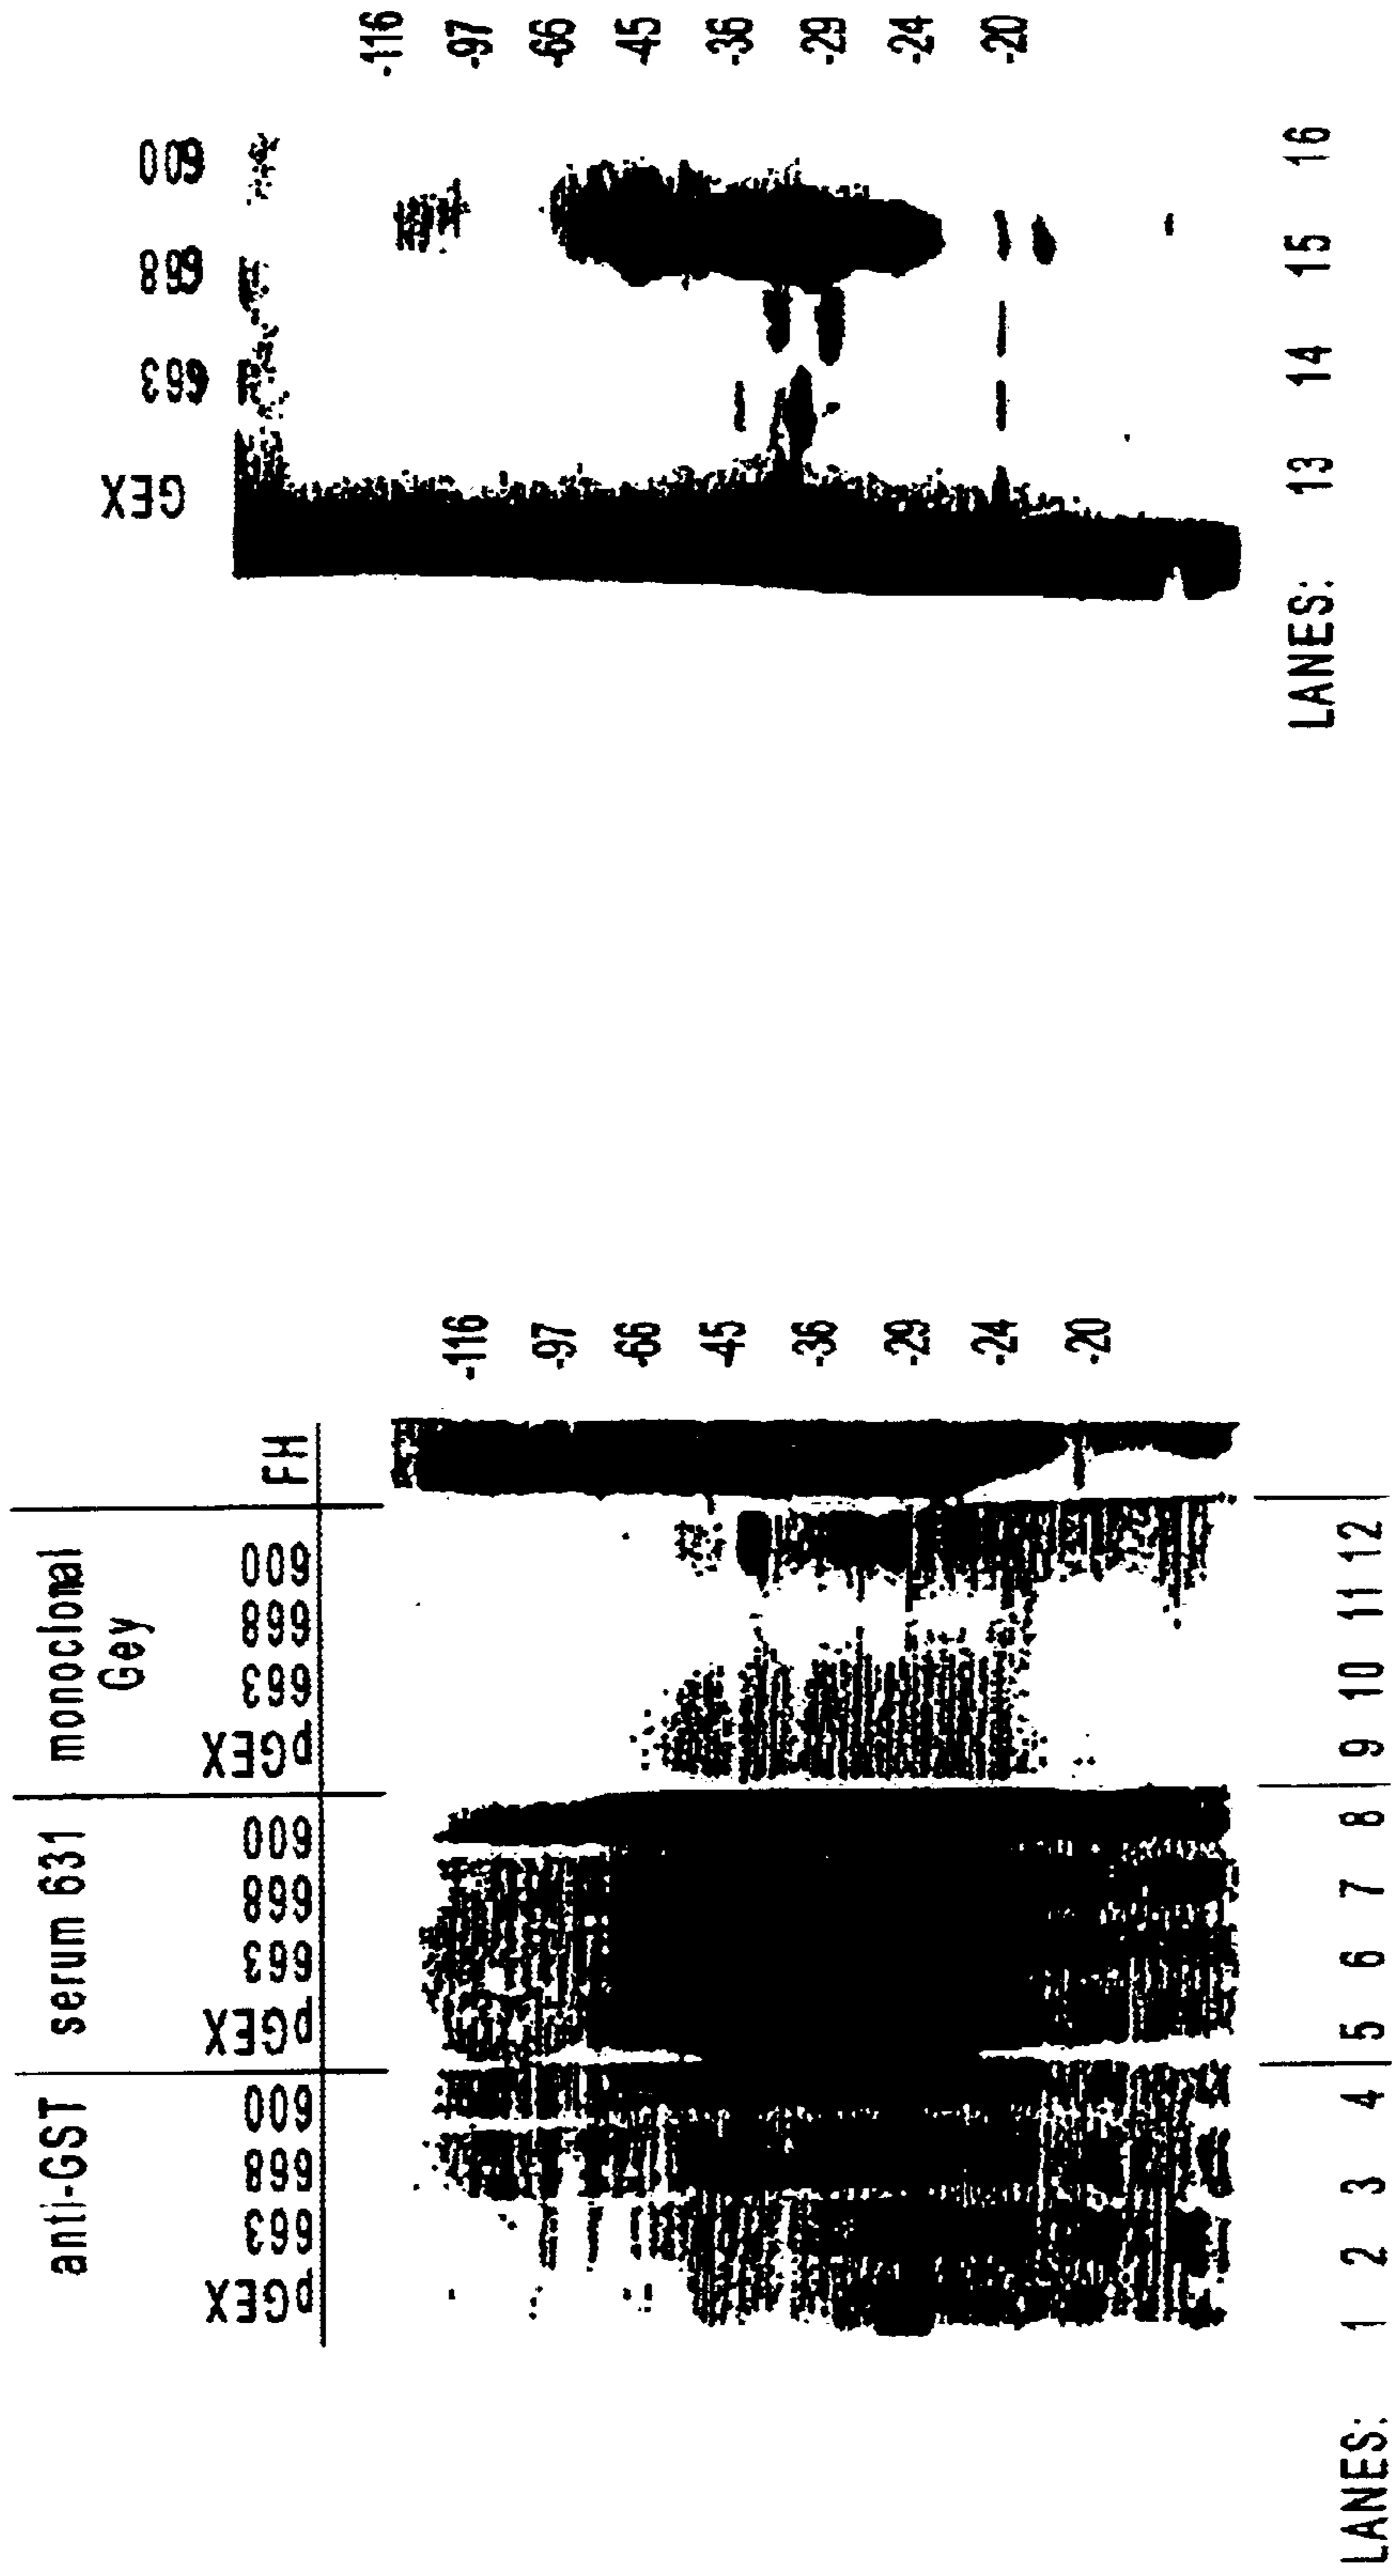 anti-GST
serum 631
monoclonal
Gey
pGEX
663
668
600
pGEX
663
668
600
pGEX
663
668
600
FH
-116
-97
-66
-45
-36
-29
-24
-20
LANES: 1 2 3 4 5 6 7 8 9 10 11 12
GEX
663
668
600
-116
-97
-66
-45
-36
-29
-24
-20
LANES: 13 14 15 16